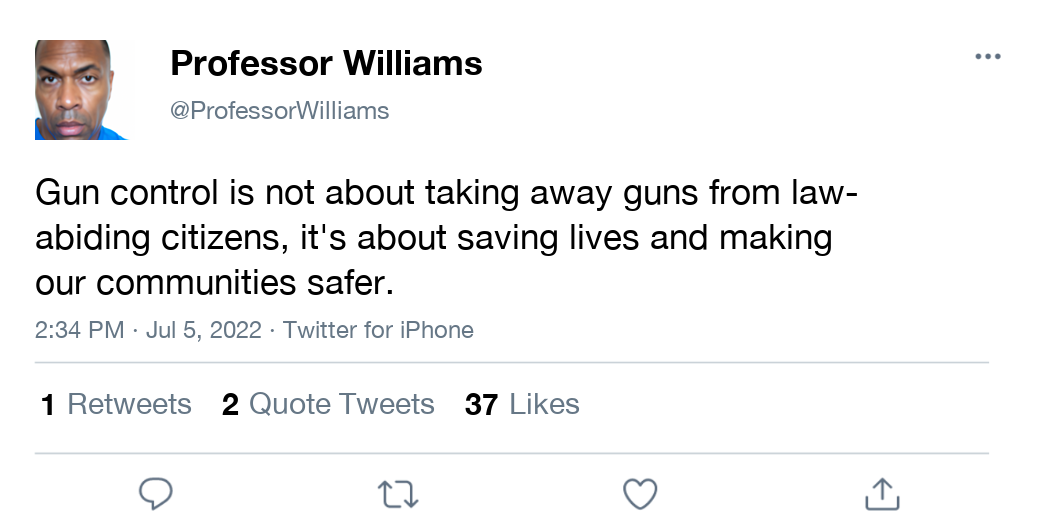 Professor Williams
@ProfessorWilliams
Gun control is not about taking away guns from law-
abiding citizens, it's about saving lives and making
our communities safer.
2:34 PM · Jul 5, 2022 · Twitter for iPhone
1 Retweets 2 Quote Tweets 37 Likes